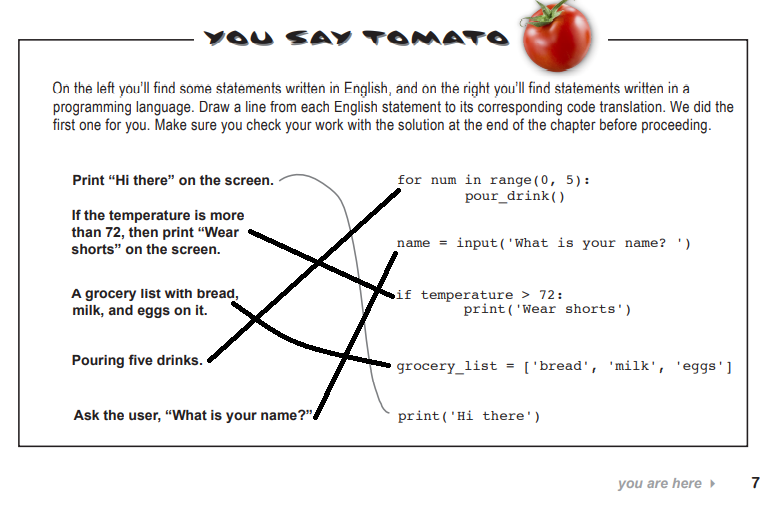 YOU SAY TOMATO
On the left you'll find some statements written in English, and on the right you'll find statements written in a
programming language. Draw a line from each English statement to its corresponding code translation. We did the
first one for you. Make sure you check your work with the solution at the end of the chapter before proceeding.
Print “Hi there” on the screen.
If the temperature is more
than 72, then print “Wear
shorts” on the screen.
A grocery list with bread,
milk, and eggs on it.
Pouring five drinks.
Ask the user, “What is your name?”
for num in range(0, 5):
pour_drink()
name = input('What is your name? ')
if temperature > 72:
print('Wear shorts')
grocery_list = ['bread', 'milk', 'eggs']
print('Hi there')
you are here 7